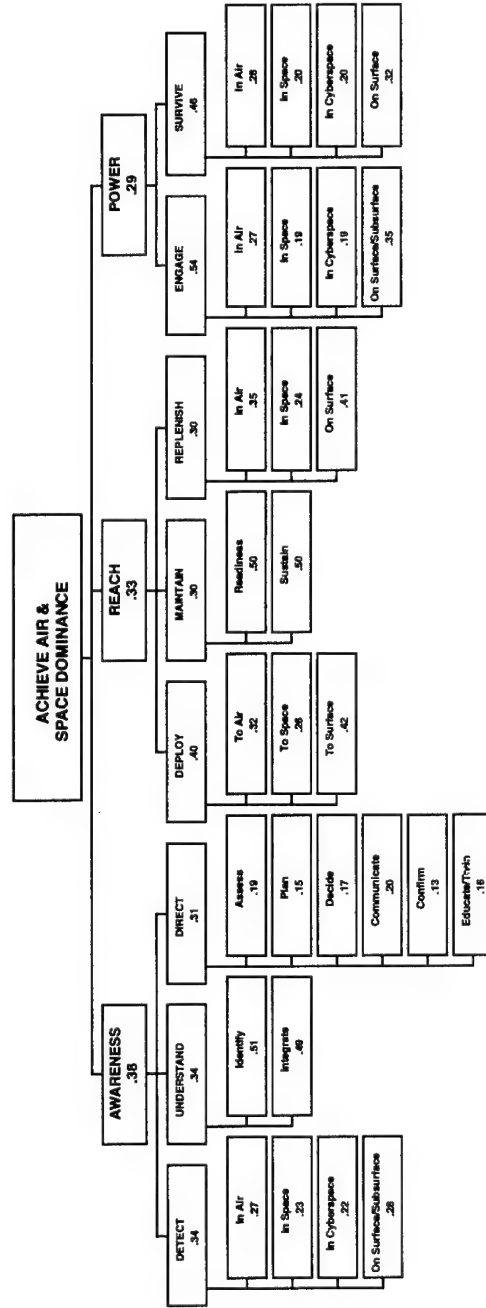 ACHIEVE AIR &
SPACE DOMINANCE
AWARENESS
.38
REACH
.33
POWER
.29
DETECT
.34
UNDERSTAND
.34
DIRECT
.31
DEPLOY
.40
MAINTAIN
.30
REPLENISH
.30
ENGAGE
.54
SURVIVE
.46
In Air
.27
In Space
.23
In Cyberspace
.22
On Surface/Subsurface
.28
Identify
.51
Integrate
.49
Assess
.19
Plan
.15
Decide
.17
Communicate
.20
Confirm
.13
Educate/Train
.16
To Air
.32
To Space
.26
To Surface
.42
Readiness
.50
Sustain
.50
In Air
.35
In Space
.24
On Surface
.41
In Air
.27
In Space
.19
In Cyberspace
.19
On Surface/Subsurface
.35
In Air
.28
In Space
.20
In Cyberspace
.20
On Surface
.32